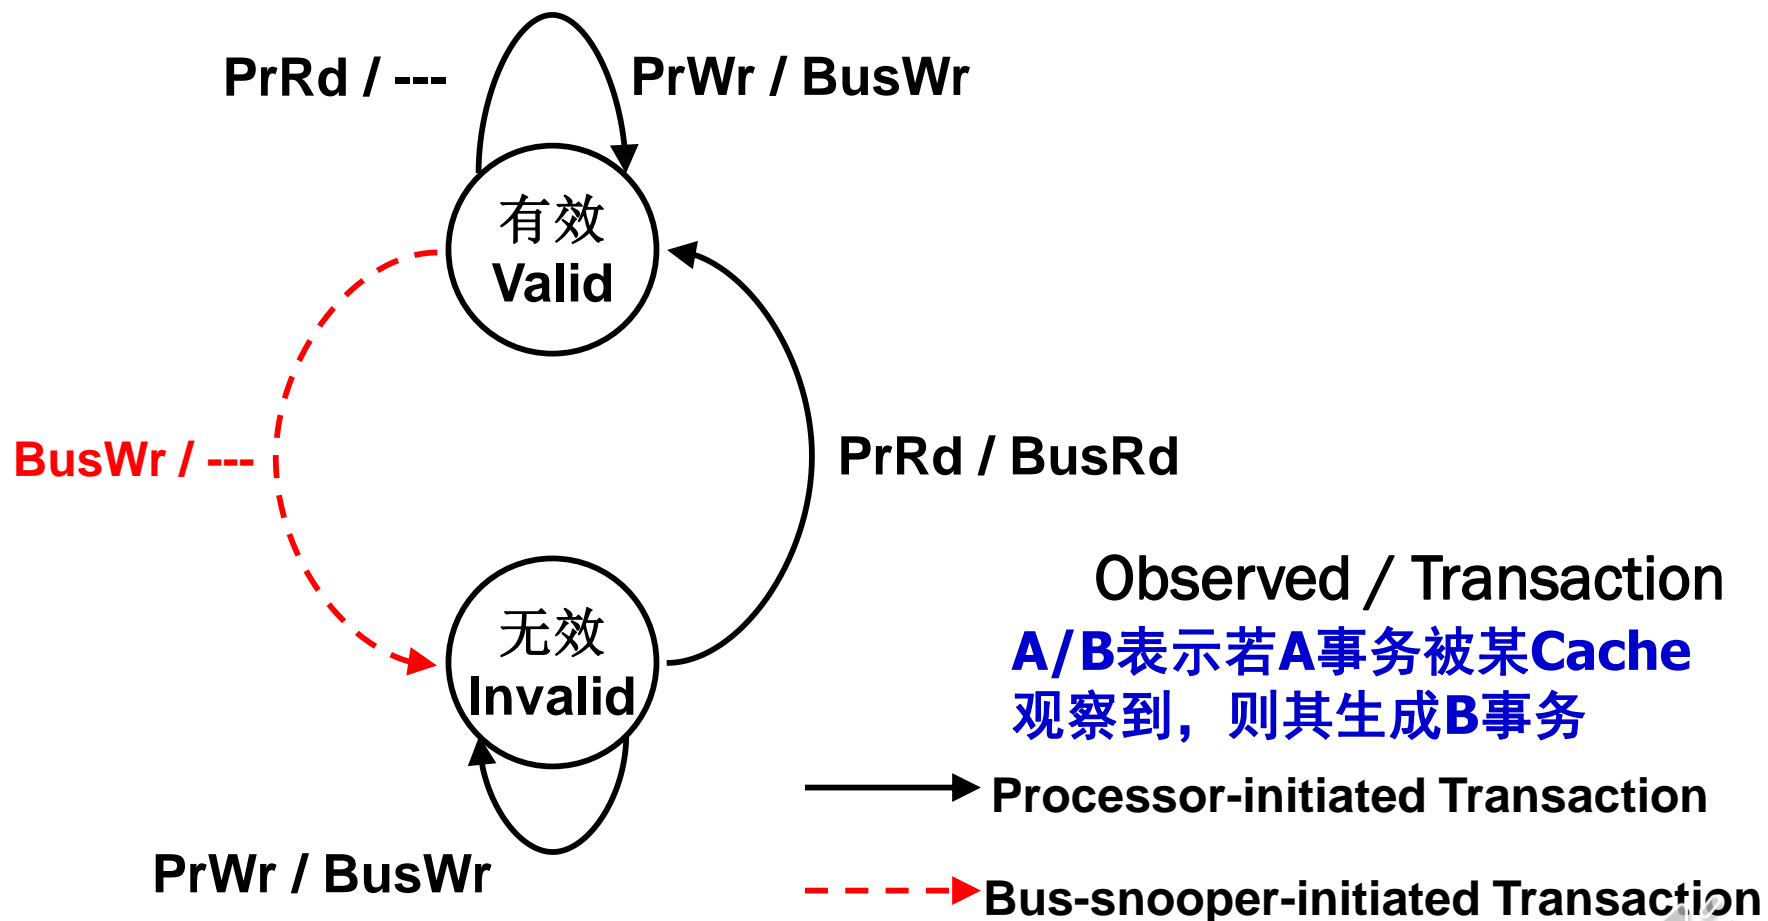 PrRd / ---
PrWr / BusWr
有效
Valid
BusWr / ---
PrRd / BusRd
无效
Invalid
PrWr / BusWr
Observed / Transaction
A/B表示若A事务被某Cache
观察到，则其生成B事务
Processor-initiated Transaction
Bus-snooper-initiated Transaction